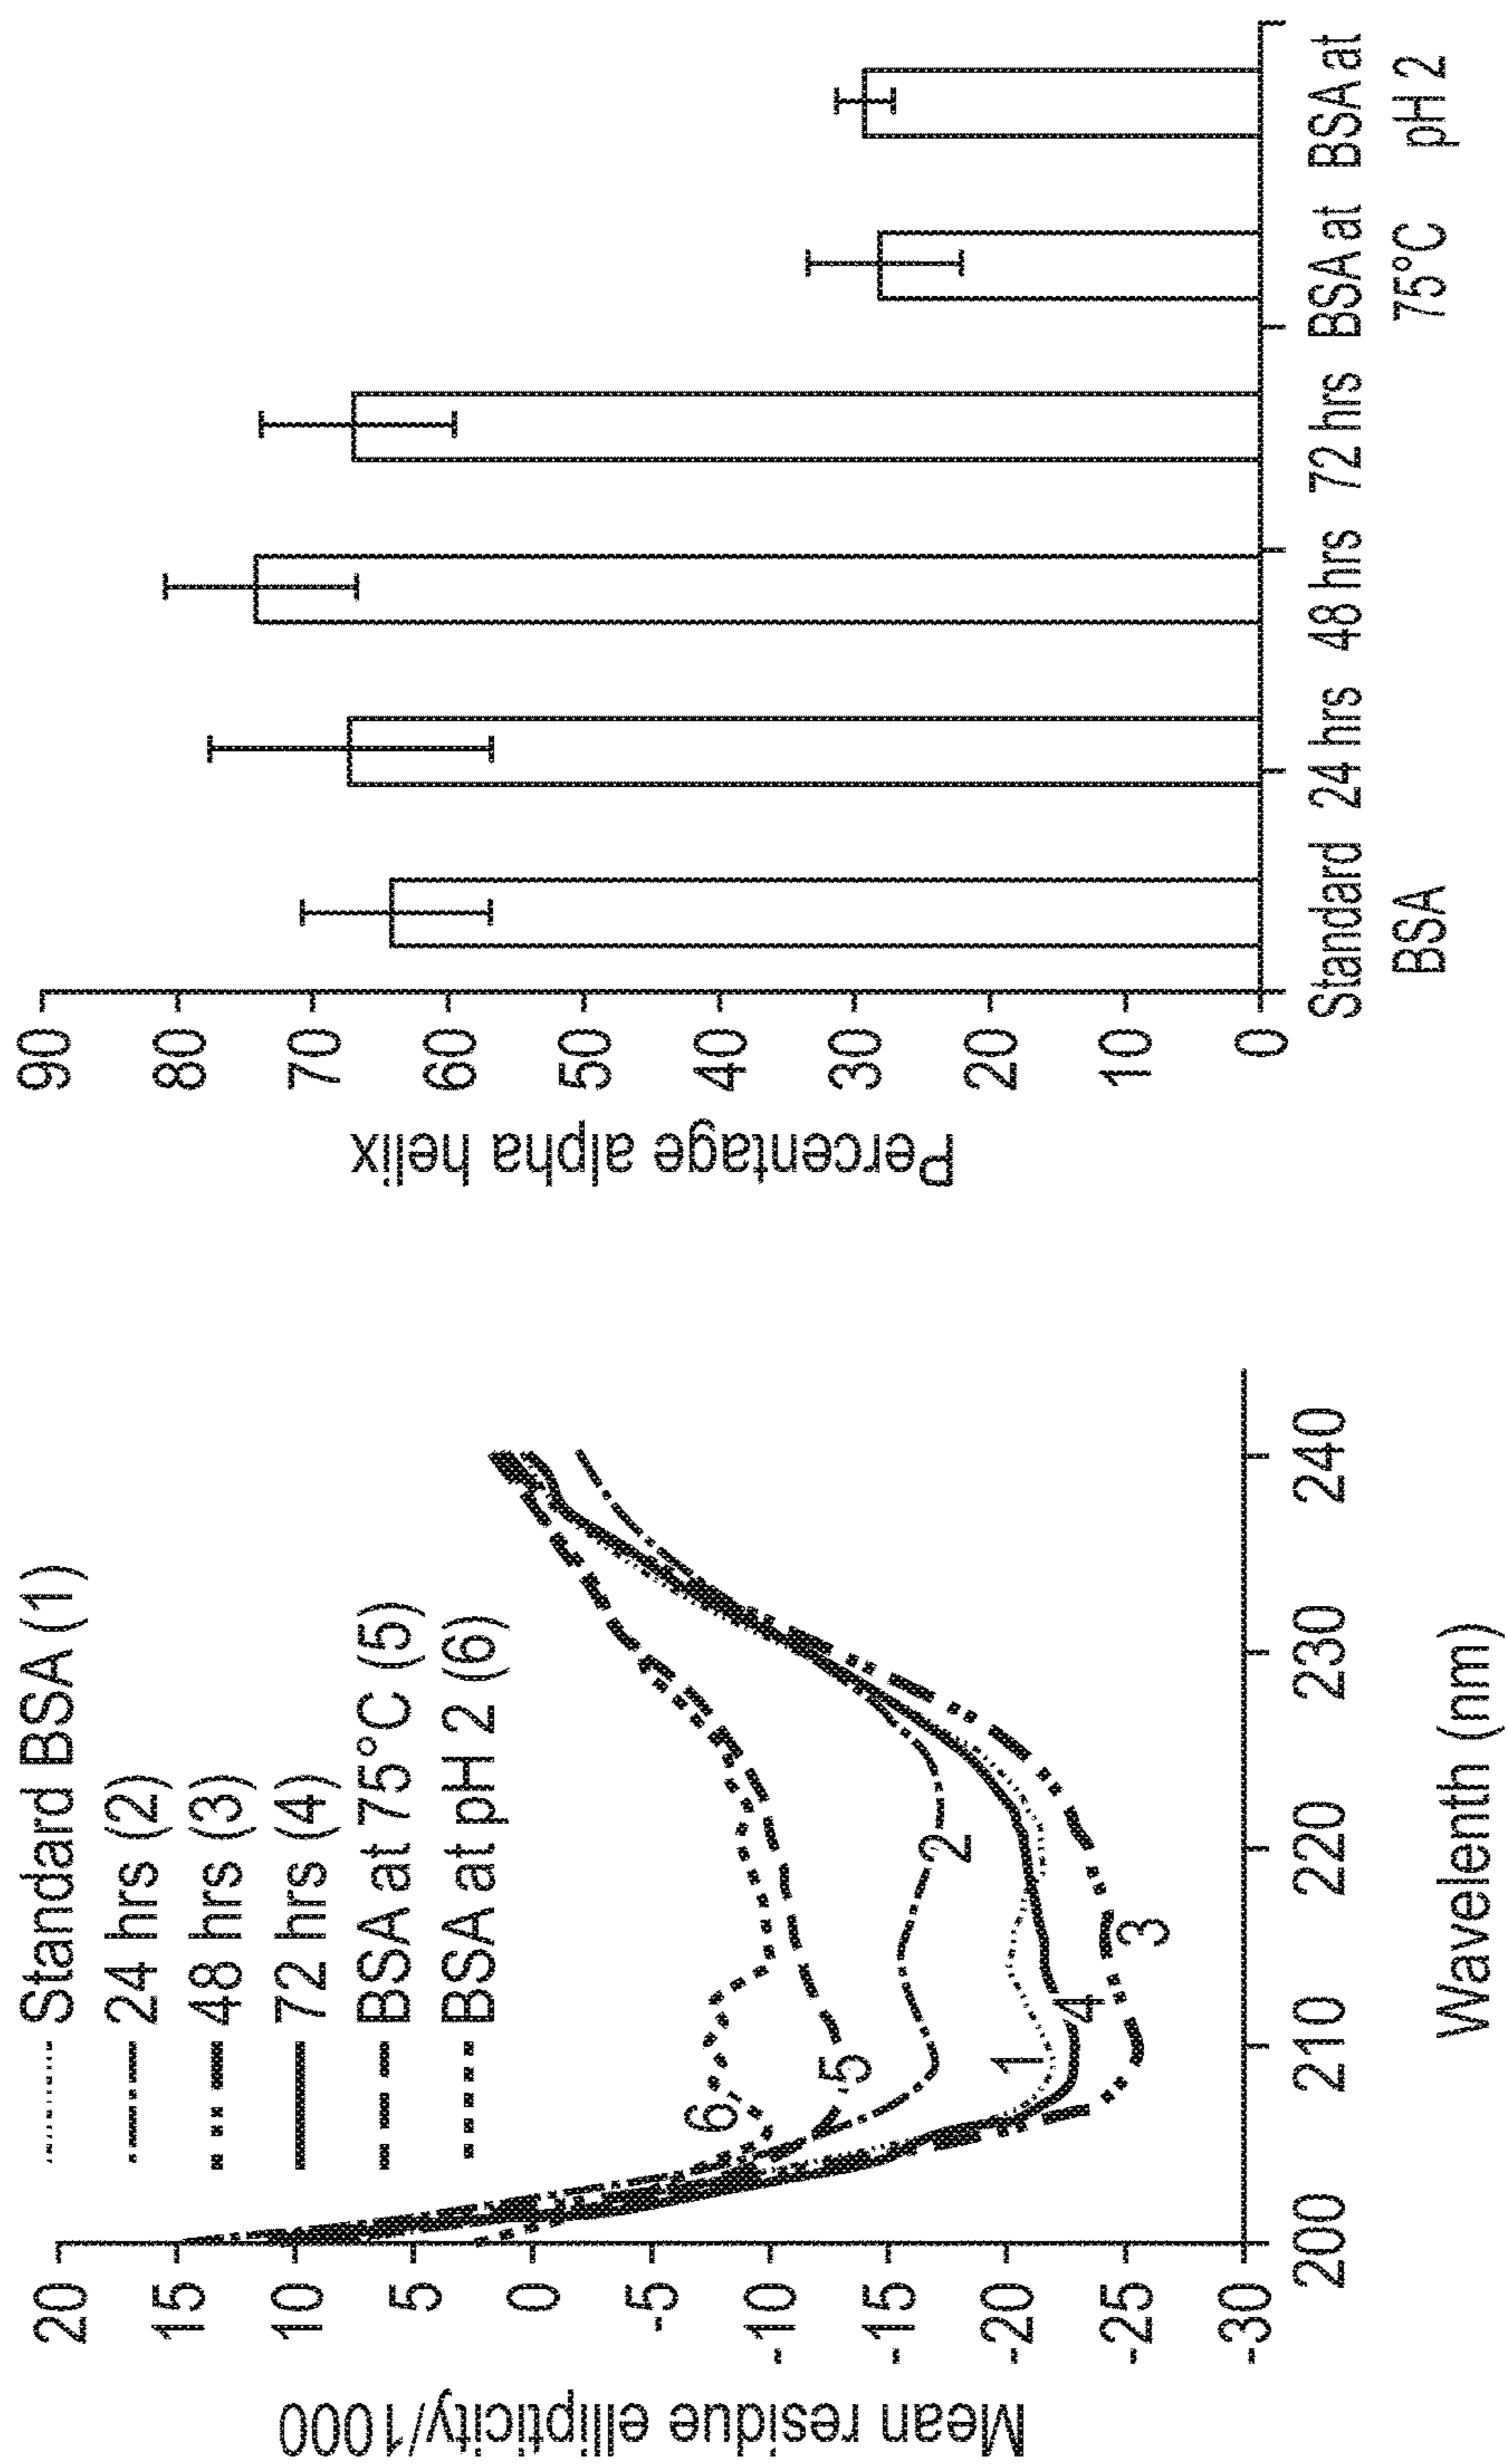 Standard BSA (1)
24 hrs (2)
48 hrs (3)
72 hrs (4)
BSA at 75°C (5)
BSA at pH 2 (6)
Mean residue ellipticity/1000
20
15
10
5
0
-5
-10
-15
-20
-25
-30
200
210
220
230
240
Wavelenth (nm)
6
5
2
1
4
3
Percentage alpha helix
90
80
70
60
50
40
30
20
10
0
Standard
BSA
24 hrs
48 hrs
72 hrs
BSA at
75°C
BSA at
pH 2